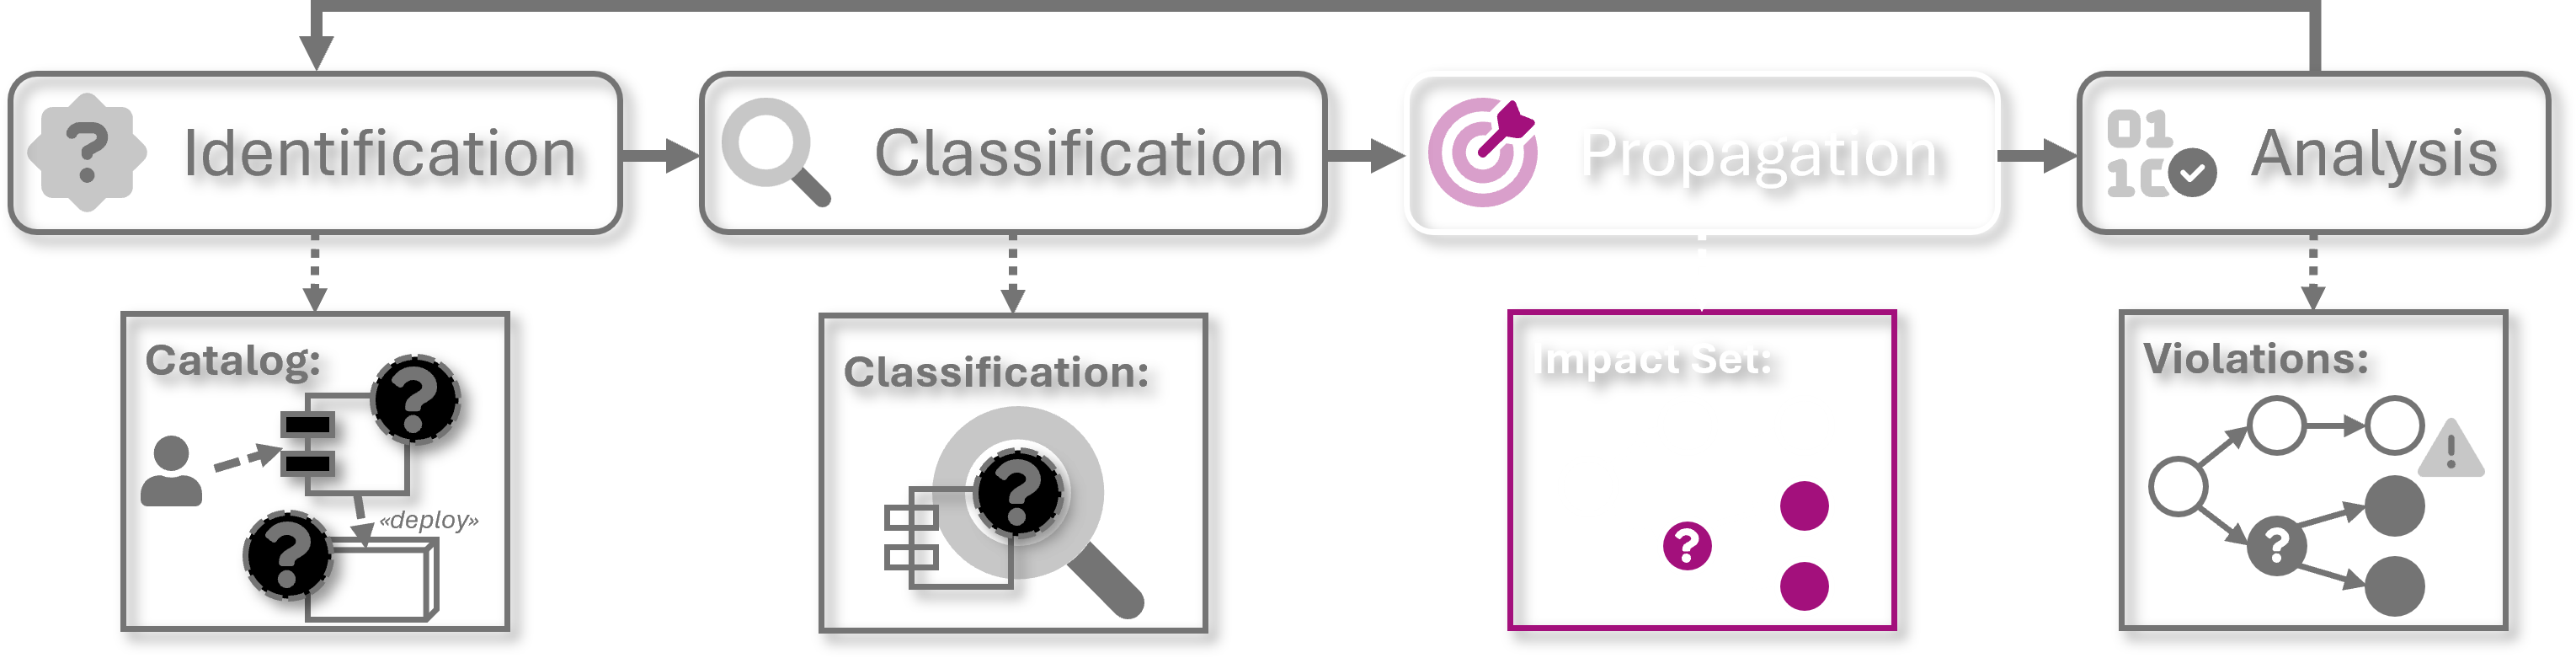 Identification
Classification
Propagation
Analysis
Catalog:
«deploy»
Classification:
Impact Set:
Violations: